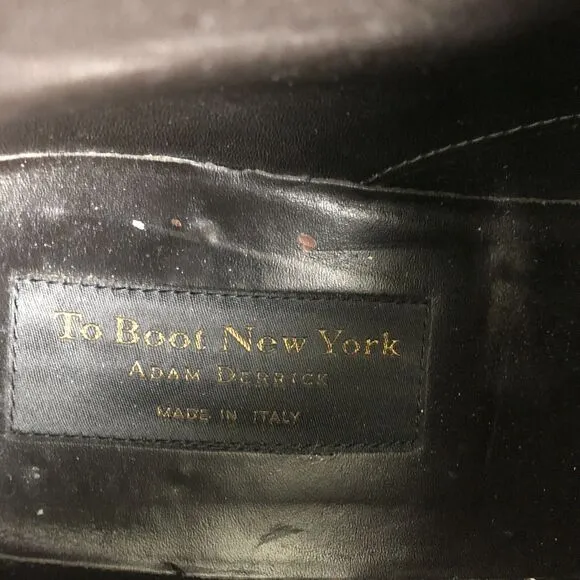 To Boot New York
ADAM DERRICK
MADE IN ITALY